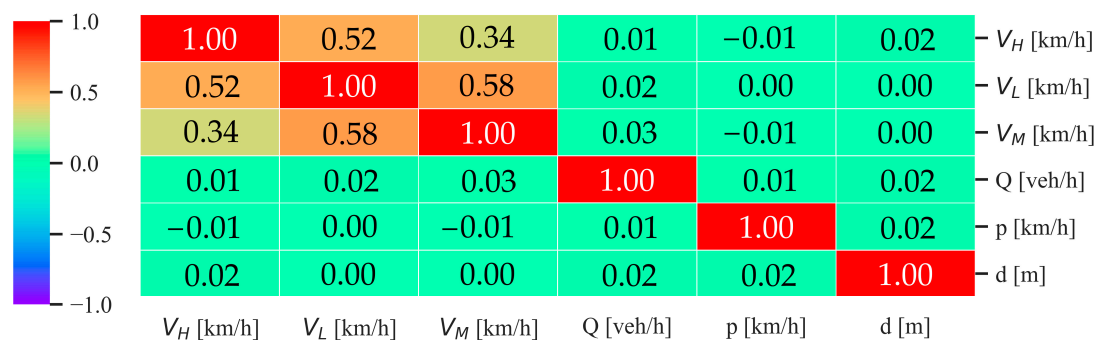 1.0
0.5
0.0
−0.5
−1.0
1.00 0.52 0.34 0.01 −0.01 0.02 V_H [km/h]
0.52 1.00 0.58 0.02 0.00 0.00 V_L [km/h]
0.34 0.58 1.00 0.03 −0.01 0.00 V_M [km/h]
0.01 0.02 0.03 1.00 0.01 0.02 Q [veh/h]
−0.01 0.00 −0.01 0.01 1.00 0.02 p [km/h]
0.02 0.00 0.00 0.02 0.02 1.00 d [m]
V_H [km/h] V_L [km/h] V_M [km/h] Q [veh/h] p [km/h] d [m]